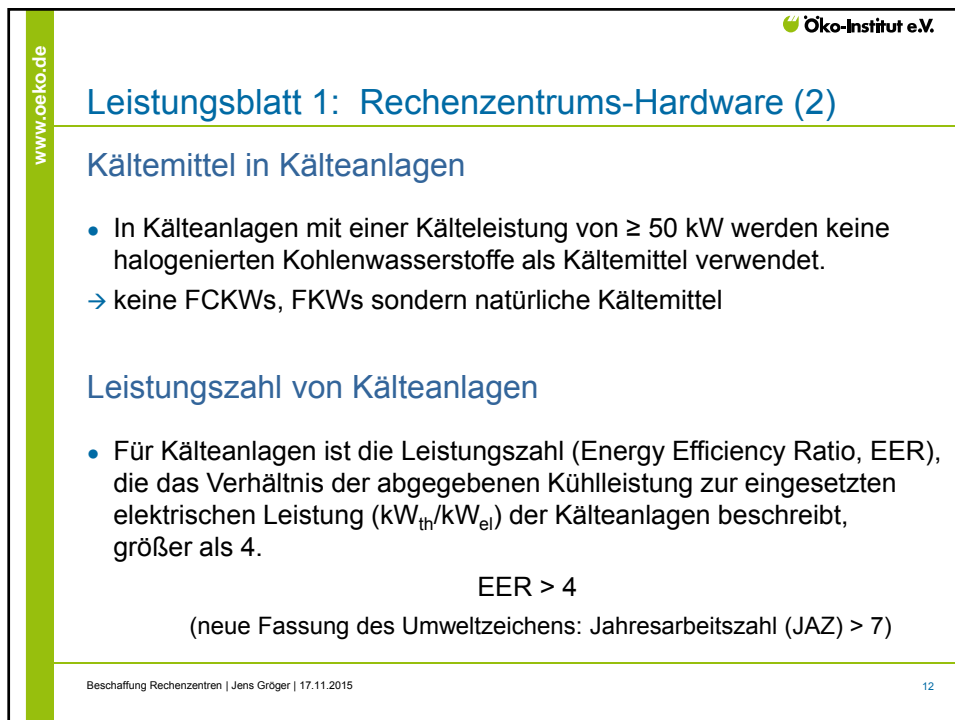 Öko-Institut e.V.
www.oeko.de
Leistungsblatt 1: Rechenzentrums-Hardware (2)
Kältemittel in Kälteanlagen
• In Kälteanlagen mit einer Kälteleistung von ≥ 50 kW werden keine
halogenierten Kohlenwasserstoffe als Kältemittel verwendet.
→ keine FCKWs, FKWs sondern natürliche Kältemittel
Leistungszahl von Kälteanlagen
• Für Kälteanlagen ist die Leistungszahl (Energy Efficiency Ratio, EER),
die das Verhältnis der abgegebenen Kühlleistung zur eingesetzten
elektrischen Leistung (kWth/kWel) der Kälteanlagen beschreibt,
größer als 4.
EER > 4
(neue Fassung des Umweltzeichens: Jahresarbeitszahl (JAZ) > 7)
Beschaffung Rechenzentren | Jens Gröger | 17.11.2015
12